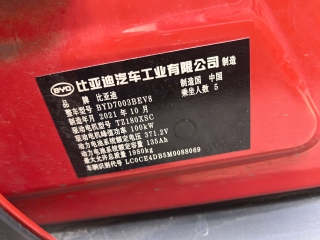 BYD 比亚迪汽车工业有限公司 制造
品牌 比亚迪 制造国 中国
整车型号 BYD7003BEV8 乘坐人数 5
制造年月 2021 年 10 月
驱动电机型号 TZ180XSC
驱动电机峰值功率 100kW
动力电池系统额定电压 371.2V
动力电池系统额定容量 135Ah
最大允许总质量 1980kg
车辆识别代号 LC0CE4DB5M0088069